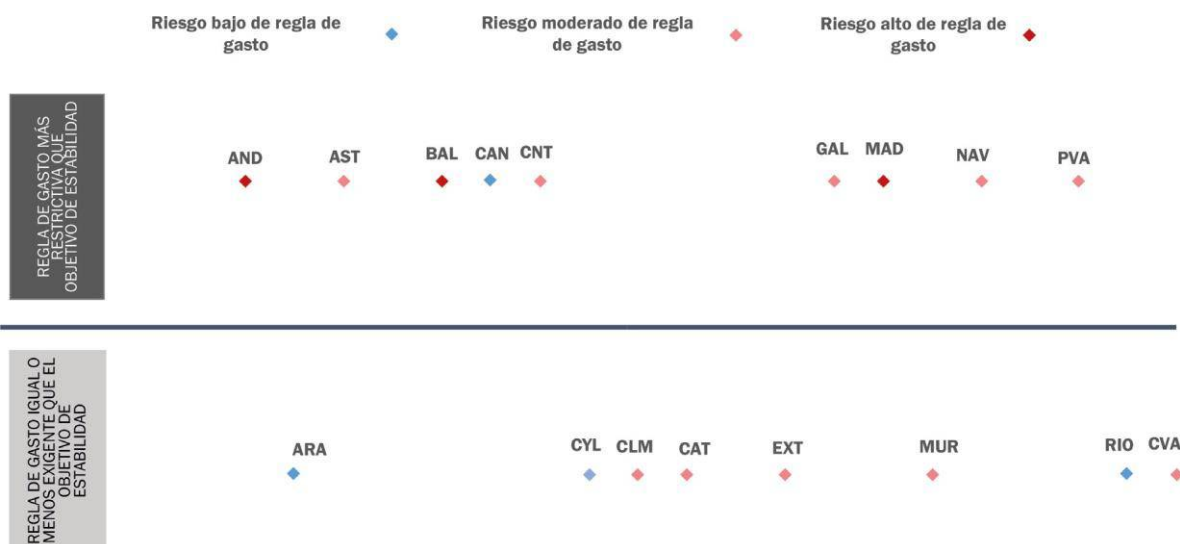 Riesgo bajo de regla de
gasto
Riesgo moderado de regla
de gasto
Riesgo alto de regla de
gasto
REGLA DE GASTO MÁS
RESTRICTIVA QUE
OBJETIVO DE ESTABILIDAD
AND AST BAL CAN CNT GAL MAD NAV PVA
REGLA DE GASTO IGUAL O
MENOS EXIGENTE QUE EL
OBJETIVO DE
ESTABILIDAD
ARA CYL CLM CAT EXT MUR RIO CVA